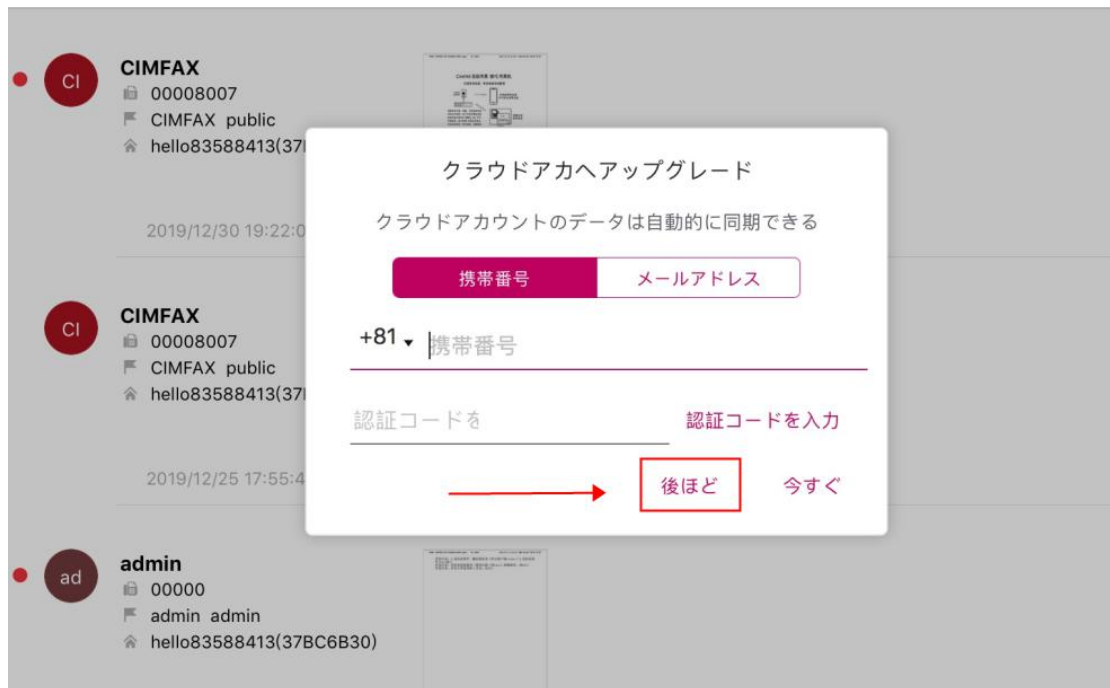 CI
CIMFAX
00008007
CIMFAX public
hello83588413(37
2019/12/30 19:22:0
クラウドアカへアップグレード
クラウドアカウントのデータは自動的に同期できる
携帯番号 メールアドレス
+81 携帯番号
認証コードを 認証コードを入力
後ほど 今すぐ
CI
CIMFAX
00008007
CIMFAX public
hello83588413(37
2019/12/25 17:55:4
ad
admin
00000
admin admin
hello83588413(37BC6B30)